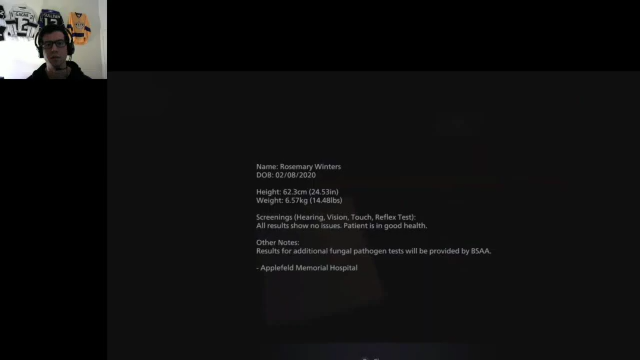 Name: Rosemary Winters
DOB: 02/08/2020
Height: 62.3cm (24.53in)
Weight: 6.57kg (14.48lbs)
Screenings (Hearing, Vision, Touch, Reflex Test):
All results show no issues. Patient is in good health.
Other Notes:
Results for additional fungal pathogen tests will be provided by BSAA.
- Applefeld Memorial Hospital